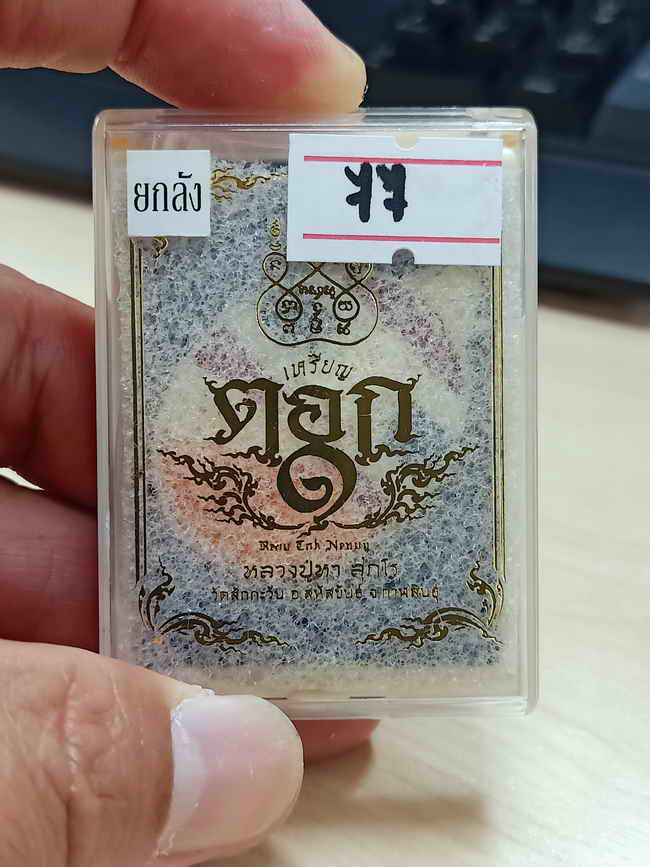 ยกลัง
เหรียญ
ตอก
๑
หลวงปู่หา สุภโร
วัดสักกะวัน อ.สหัสขันธ์ จ.กาฬสินธุ์